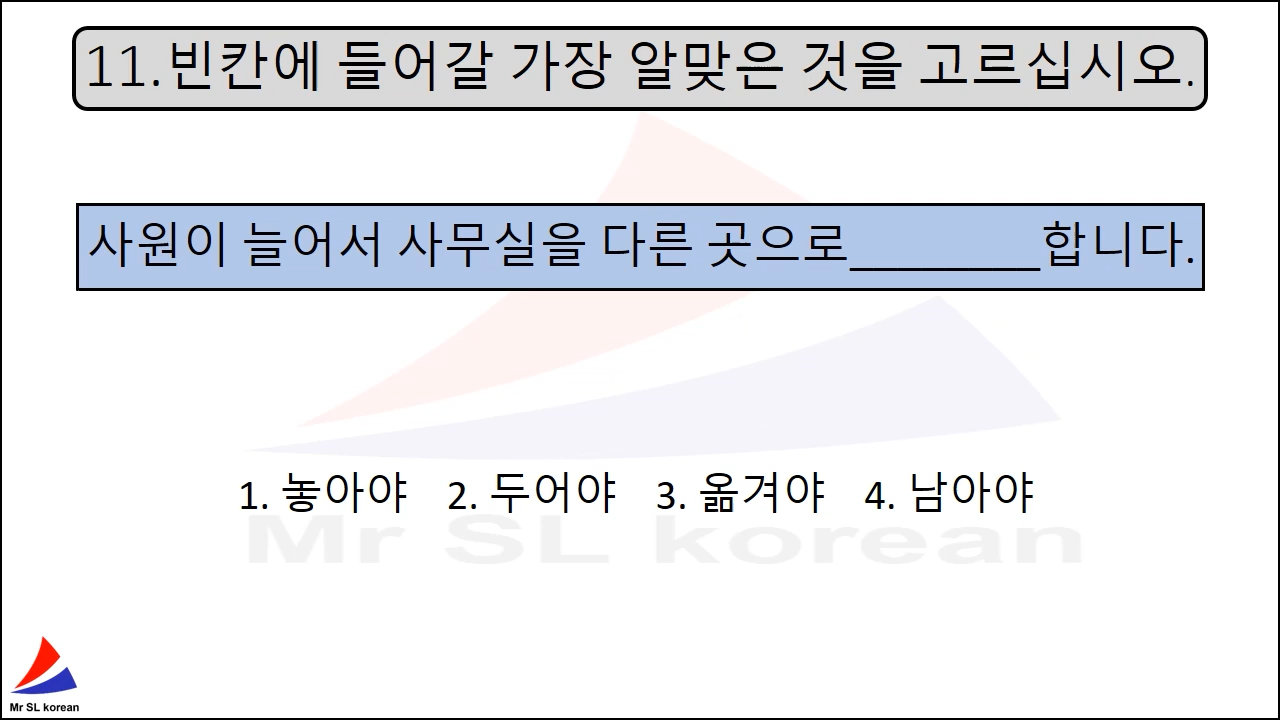 11.빈칸에 들어갈 가장 알맞은 것을 고르십시오.
사원이 늘어서 사무실을 다른 곳으로________합니다.
1. 놓아야 2. 두어야 3. 옮겨야 4. 남아야
Mr SL korean
Mr SL korean